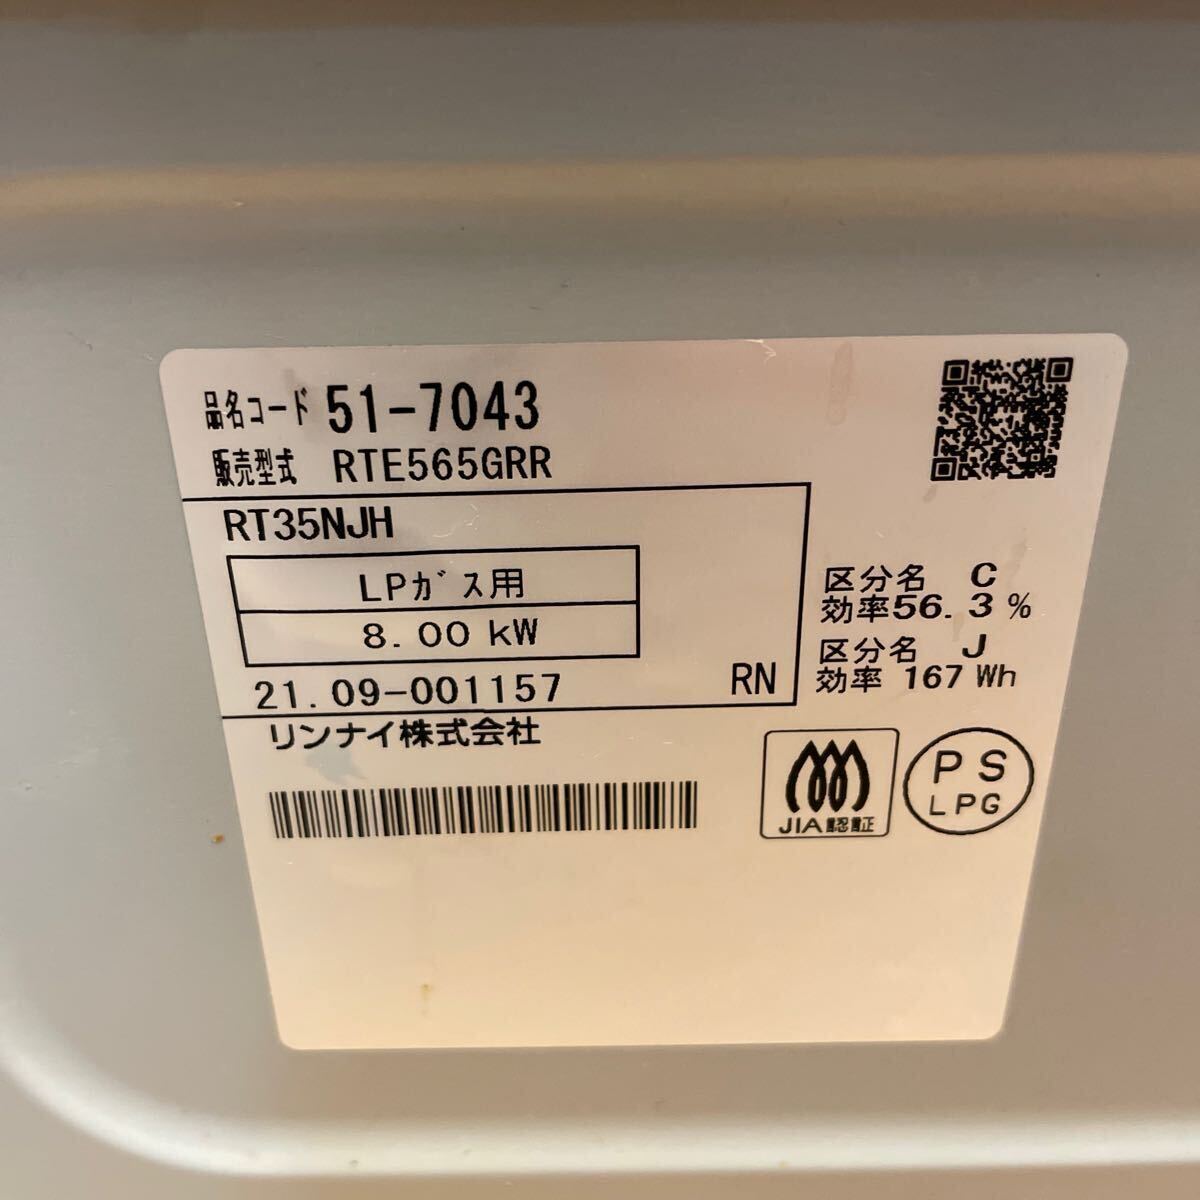 品名コード 51-7043
販売型式 RTE565GRR
RT35NJH
LPガス用
8.00 kW
21.09-001157 RN
リンナイ株式会社
区分名 C
効率56.3 %
区分名 J
効率 167 Wh
JIA認証
PS
LPG